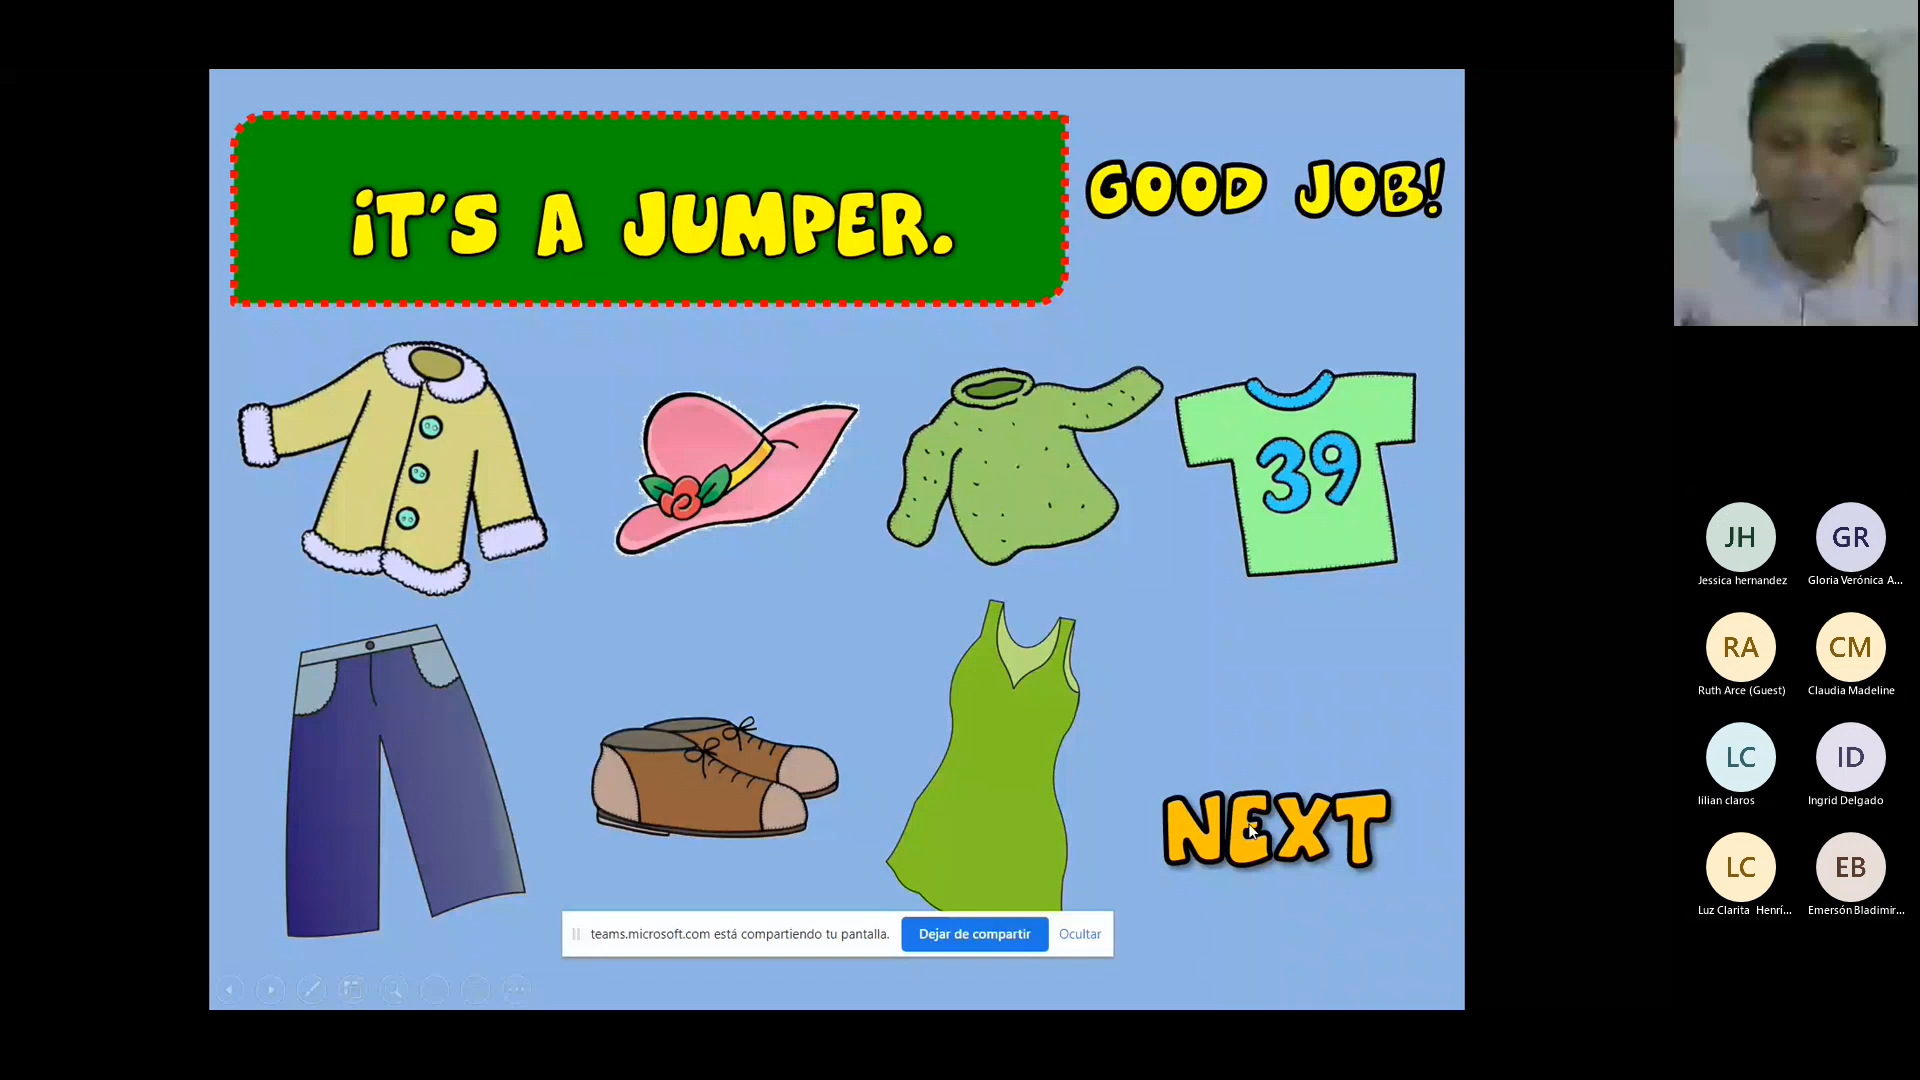 iT'S A JUMPER.
GOOD JOB!
39
NEXT
teams.microsoft.com está compartiendo tu pantalla.
Dejar de compartir
Ocultar
JH
GR
Jessica hernandez
Gloria Verónica A...
RA
CM
Ruth Arce (Guest)
Claudia Madeline
LC
ID
lilian claros
Ingrid Delgado
LC
EB
Luz Clarita Henrí...
Emersón Bladimir...